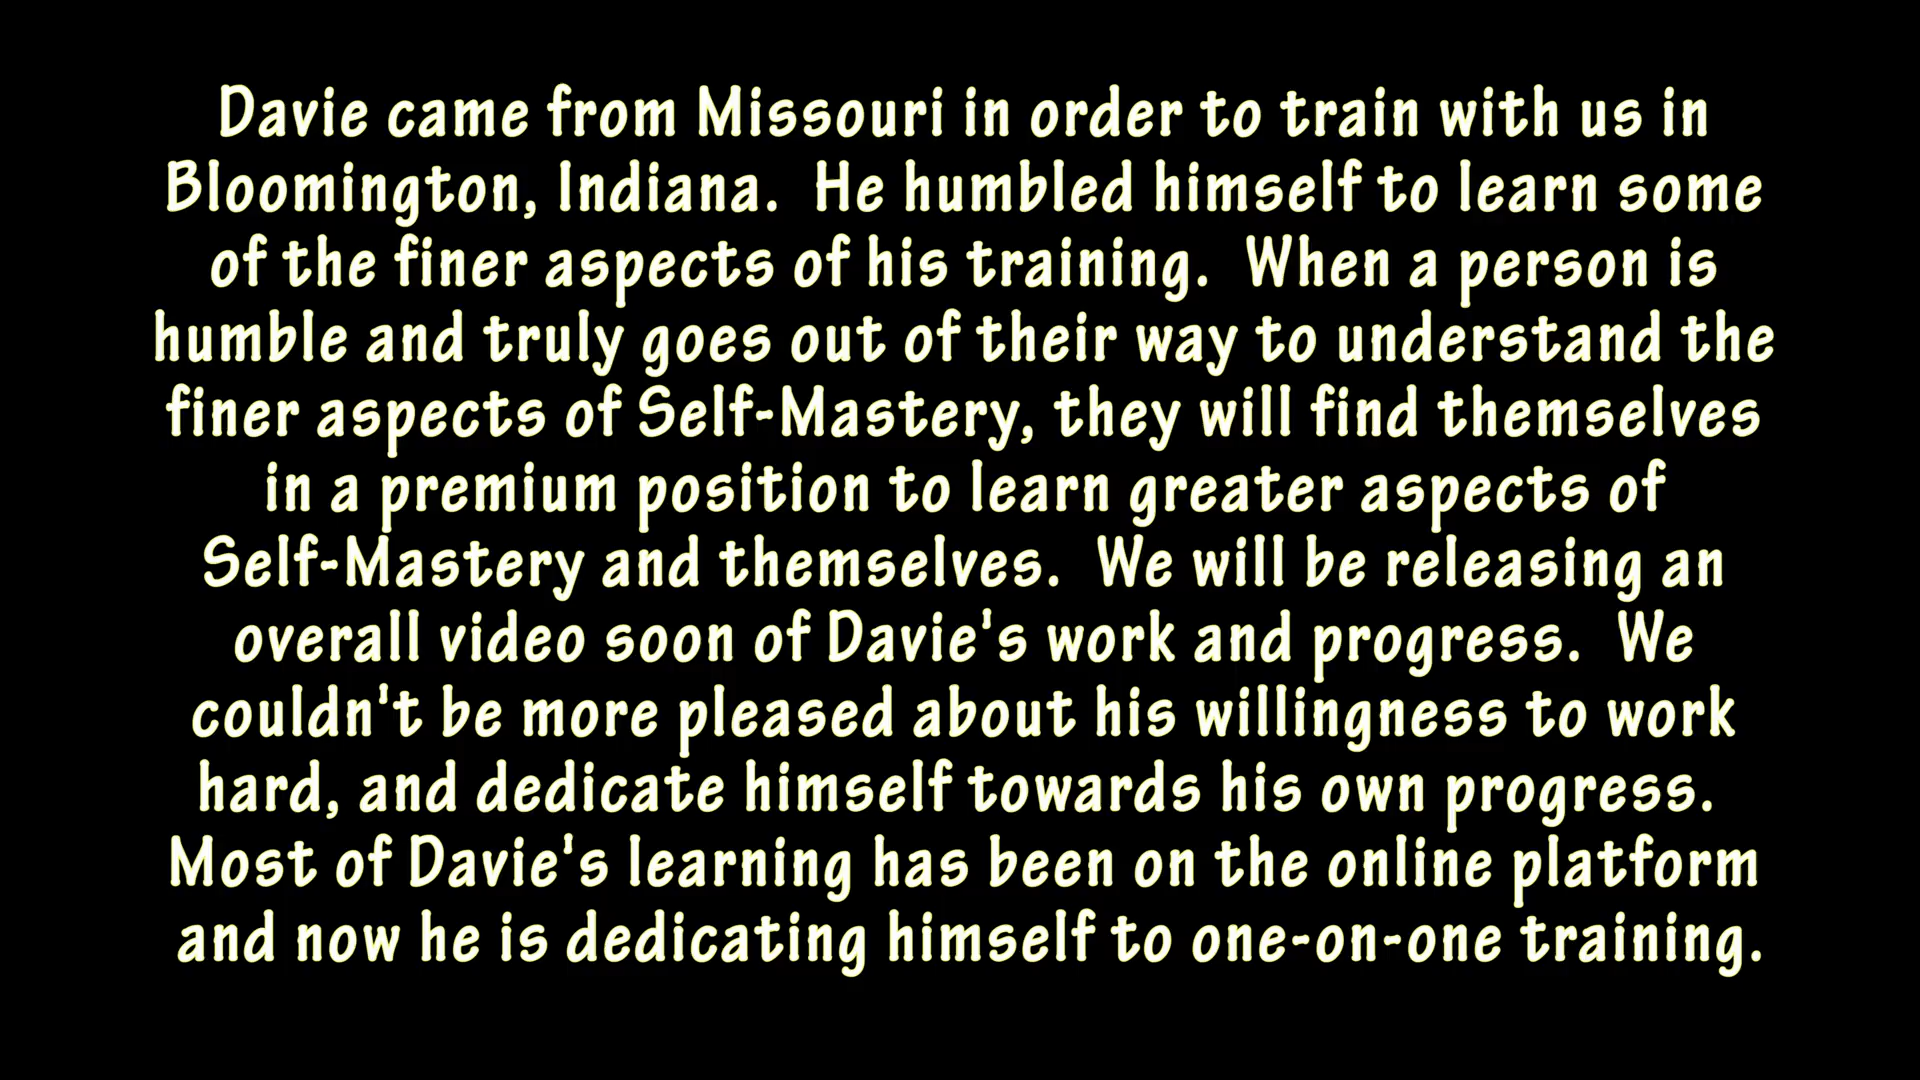 Davie came from Missouri in order to train with us in
Bloomington, Indiana.  He humbled himself to learn some
of the finer aspects of his training.  When a person is
humble and truly goes out of their way to understand the
finer aspects of Self-Mastery, they will find themselves
in a premium position to learn greater aspects of
Self-Mastery and themselves.  We will be releasing an
overall video soon of Davie's work and progress.  We
couldn't be more pleased about his willingness to work
hard, and dedicate himself towards his own progress.
Most of Davie's learning has been on the online platform
and now he is dedicating himself to one-on-one training.